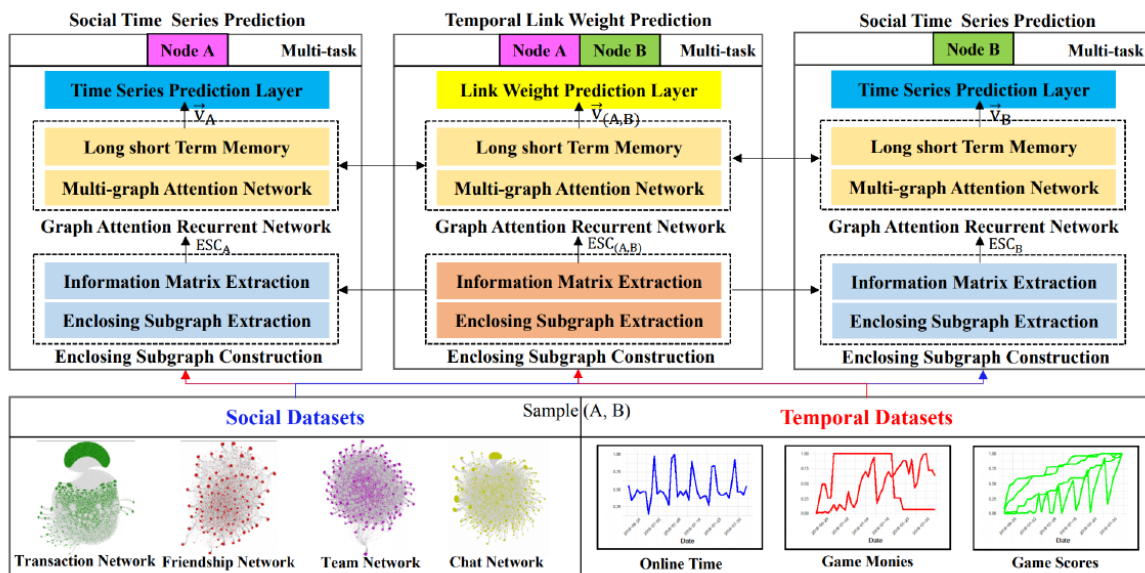 Social Time Series Prediction
Temporal Link Weight Prediction
Social Time Series Prediction
Node A
Multi-task
Node A
Node B
Multi-task
Node B
Multi-task
Time Series Prediction Layer
Link Weight Prediction Layer
Time Series Prediction Layer
V_A
V_(A,B)
V_B
Long short Term Memory
Long short Term Memory
Long short Term Memory
Multi-graph Attention Network
Multi-graph Attention Network
Multi-graph Attention Network
Graph Attention Recurrent Network
Graph Attention Recurrent Network
Graph Attention Recurrent Network
ESC_A
ESC_(A,B)
ESC_B
Information Matrix Extraction
Information Matrix Extraction
Information Matrix Extraction
Enclosing Subgraph Extraction
Enclosing Subgraph Extraction
Enclosing Subgraph Extraction
Enclosing Subgraph Construction
Enclosing Subgraph Construction
Enclosing Subgraph Construction
Social Datasets
Sample (A, B)
Temporal Datasets
Transaction Network
Friendship Network
Team Network
Chat Network
Date
Date
Date
Online Time
Game Monies
Game Scores